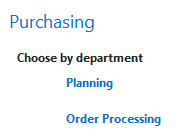 Purchasing
Choose by department
Planning
Order Processing